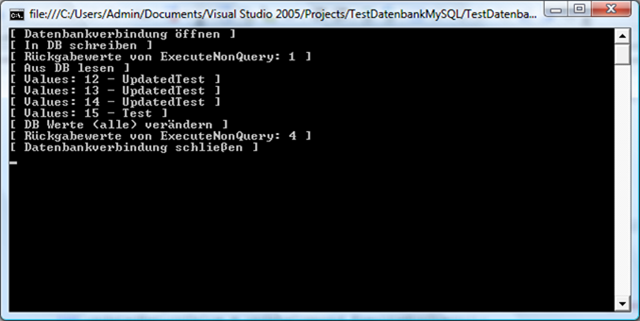 file:///C:/Users/Admin/Documents/Visual Studio 2005/Projects/TestDatenbankMySQL/TestDatenba...
[ Datenbankverbindung öffnen ]
[ In DB schreiben ]
[ Rückgabewerte von ExecuteNonQuery: 1 ]
[ Aus DB lesen ]
[ Values: 12 - UpdatedTest ]
[ Values: 13 - UpdatedTest ]
[ Values: 14 - UpdatedTest ]
[ Values: 15 - Test ]
[ DB Werte (alle) verändern ]
[ Rückgabewerte von ExecuteNonQuery: 4 ]
[ Datenbankverbindung schließen ]